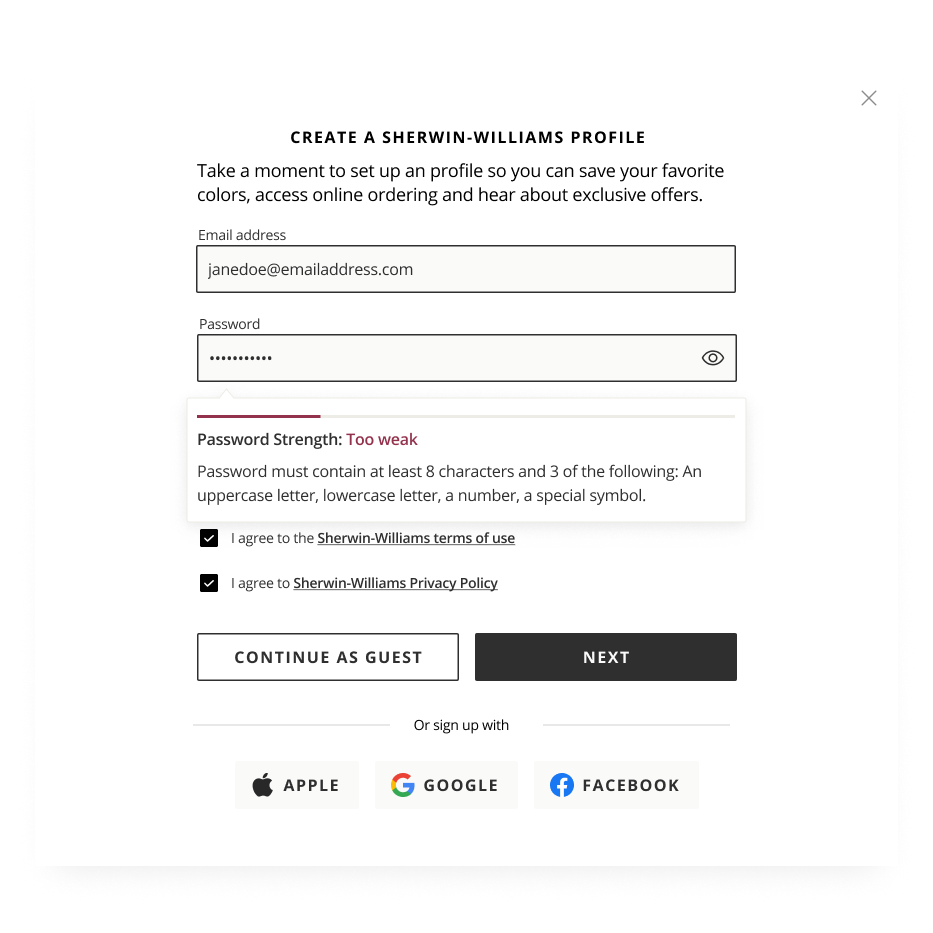 CREATE A SHERWIN-WILLIAMS PROFILE
Take a moment to set up an profile so you can save your favorite
colors, access online ordering and hear about exclusive offers.
Email address
janedoe@emailaddress.com
Password
•••••••••••
Password Strength: Too weak
Password must contain at least 8 characters and 3 of the following: An
uppercase letter, lowercase letter, a number, a special symbol.
I agree to the Sherwin-Williams terms of use
I agree to Sherwin-Williams Privacy Policy
CONTINUE AS GUEST NEXT
Or sign up with
APPLE GOOGLE FACEBOOK